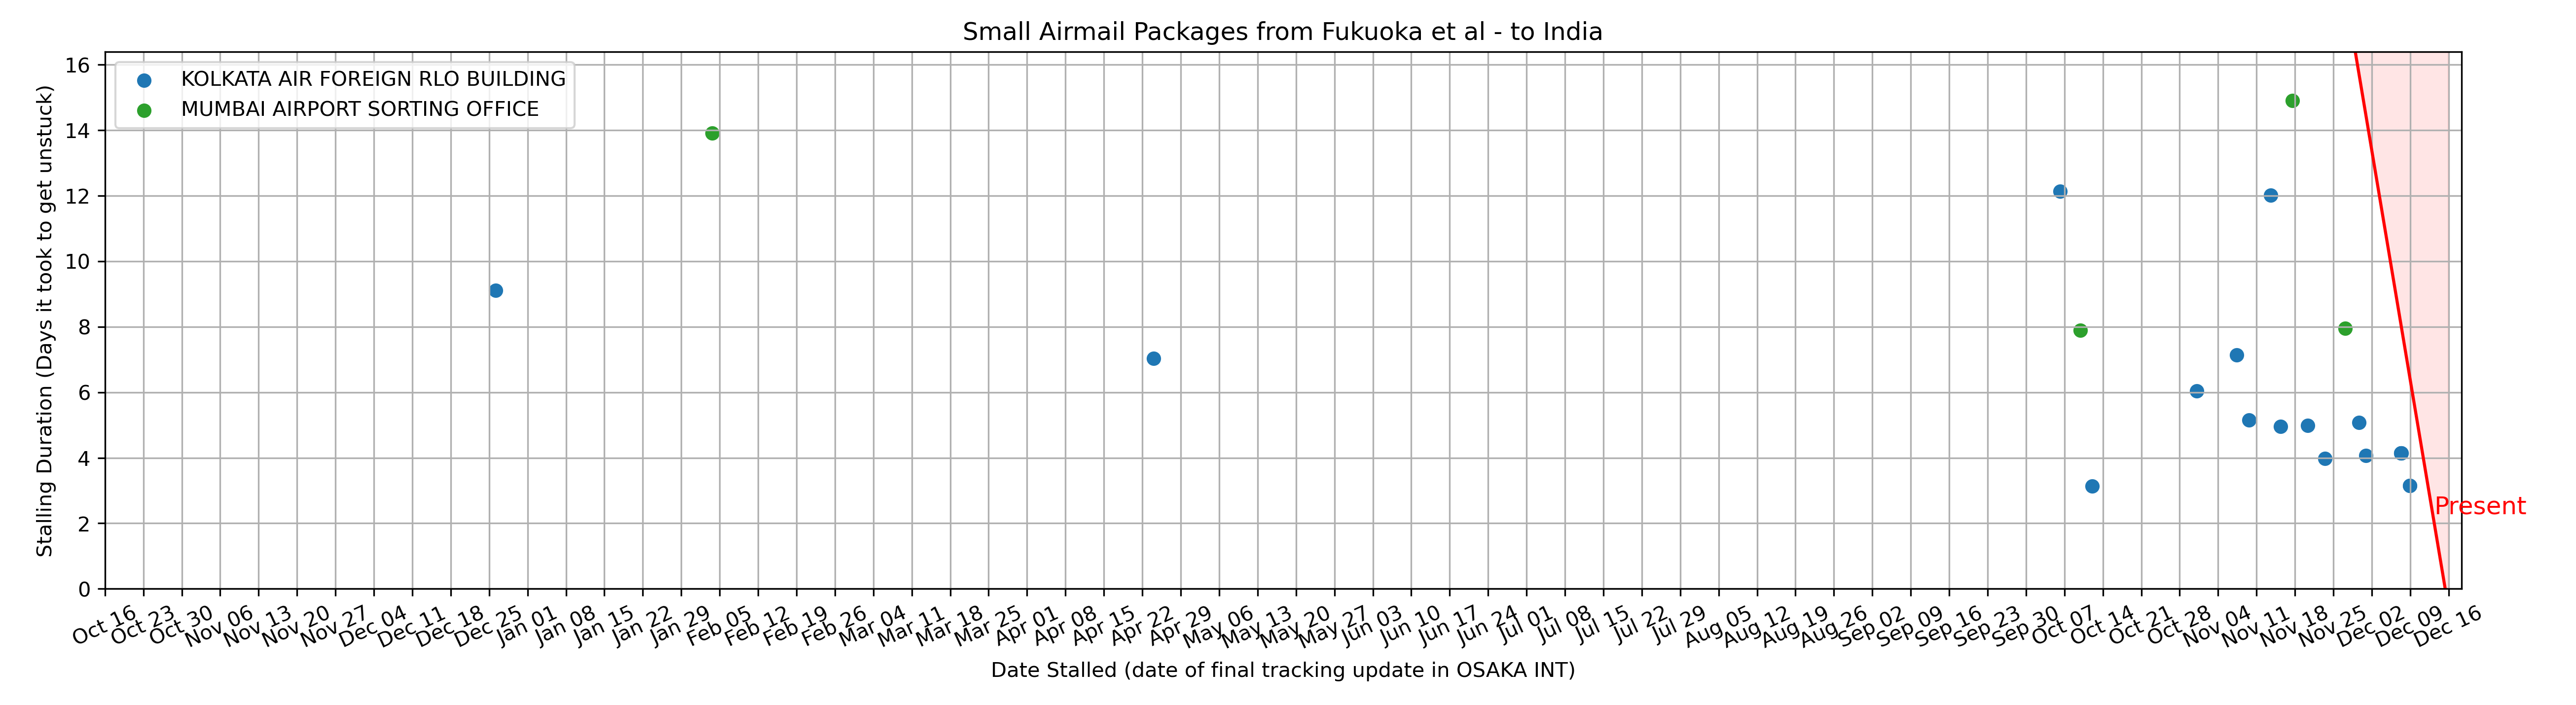 Small Airmail Packages from Fukuoka et al - to India
KOLKATA AIR FOREIGN RLO BUILDING
MUMBAI AIRPORT SORTING OFFICE
Stalling Duration (Days it took to get unstuck)
16
14
12
10
8
6
4
2
0
Present
Oct 16 Oct 23 Oct 30 Nov 06 Nov 13 Nov 20 Nov 27 Dec 04 Dec 11 Dec 18 Dec 25 Jan 01 Jan 08 Jan 15 Jan 22 Jan 29 Feb 05 Feb 12 Feb 19 Feb 26 Mar 04 Mar 11 Mar 18 Mar 25 Apr 01 Apr 08 Apr 15 Apr 22 Apr 29 May 06 May 13 May 20 May 27 Jun 03 Jun 10 Jun 17 Jun 24 Jul 01 Jul 08 Jul 15 Jul 22 Jul 29 Aug 05 Aug 12 Aug 19 Aug 26 Sep 02 Sep 09 Sep 16 Sep 23 Sep 30 Oct 07 Oct 14 Oct 21 Oct 28 Nov 04 Nov 11 Nov 18 Nov 25 Dec 02 Dec 09 Dec 16
Date Stalled (date of final tracking update in OSAKA INT)